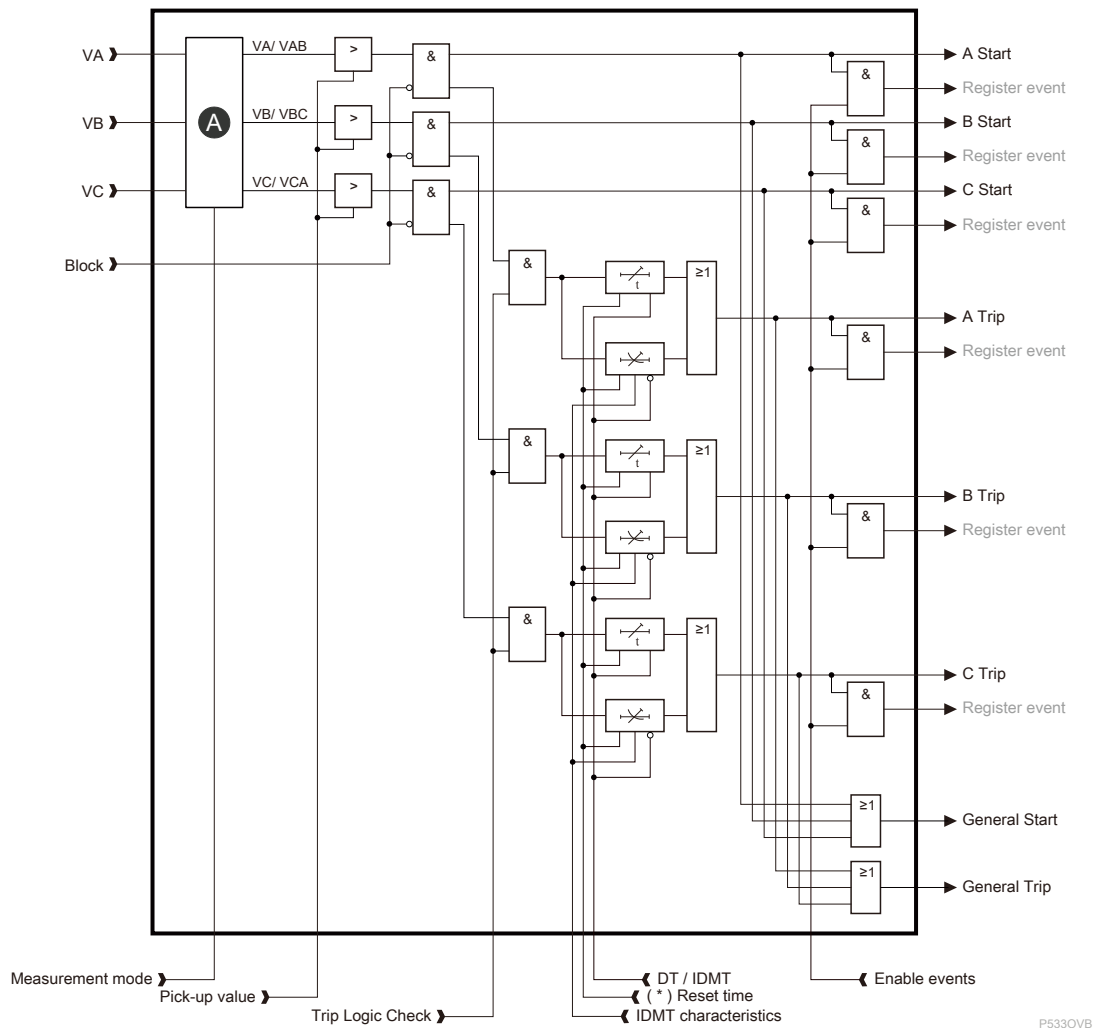 VA
VA/ VAB
>
&
A Start
&
Register event
VB
A
VB/ VBC
>
&
B Start
&
Register event
VC
VC/ VCA
>
&
C Start
&
Register event
Block
&
t
≥1
A Trip
&
Register event
&
t
≥1
B Trip
&
Register event
&
t
≥1
C Trip
&
Register event
≥1
General Start
≥1
General Trip
Measurement mode
DT / IDMT
Enable events
Pick-up value
( * ) Reset time
Trip Logic Check
IDMT characteristics
P533OVB